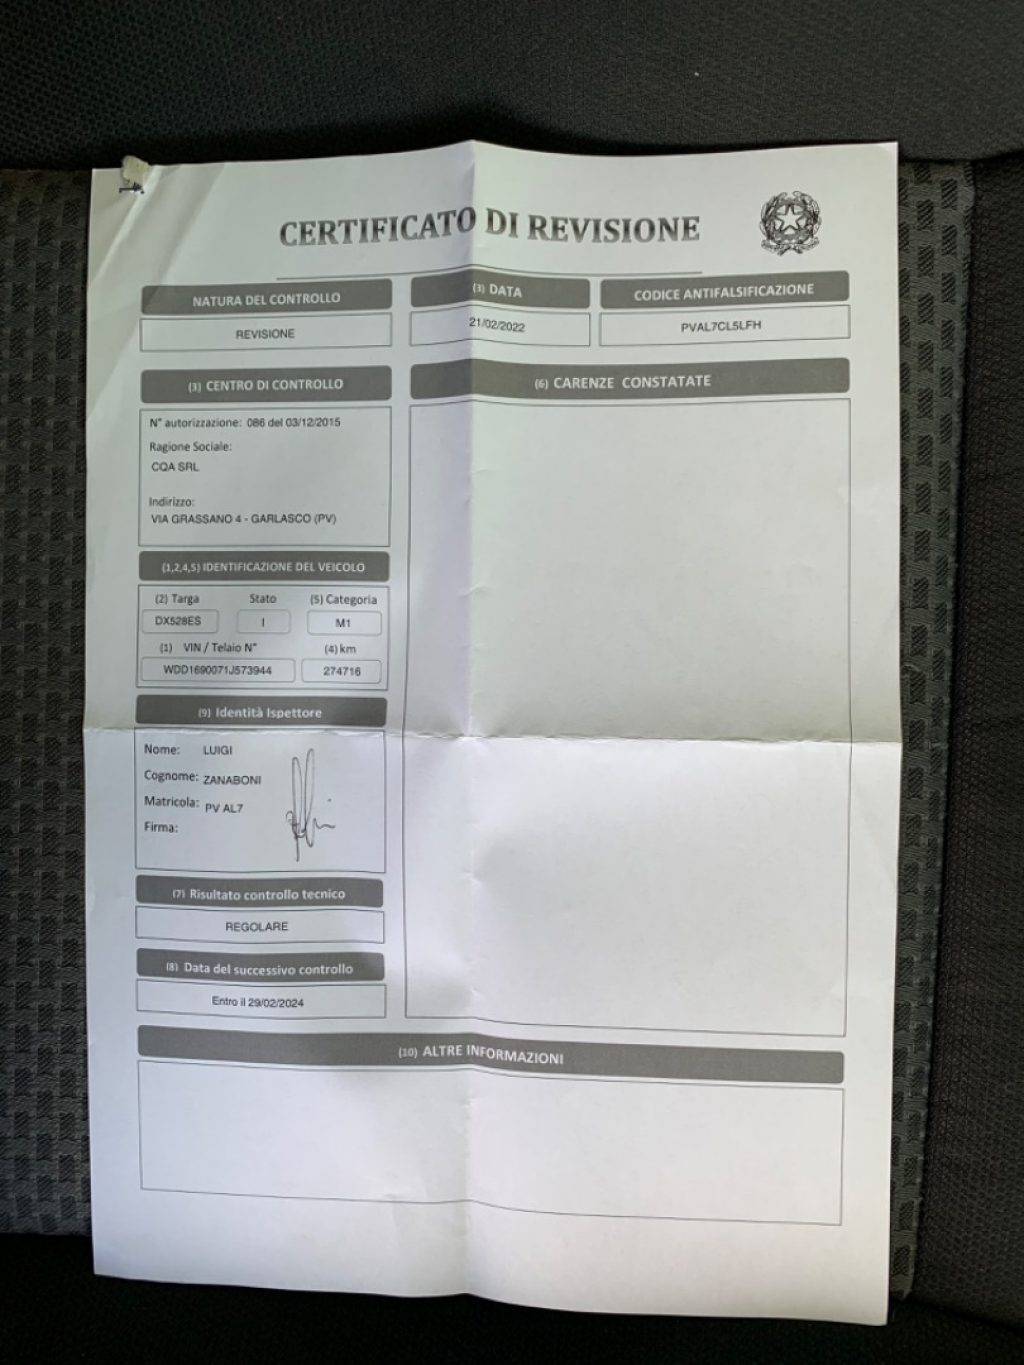 CERTIFICATO DI REVISIONE
NATURA DEL CONTROLLO
REVISIONE
(3) DATA
21/02/2022
CODICE ANTIFALSIFICAZIONE
PVAL7CL5LFH
(3) CENTRO DI CONTROLLO
N° autorizzazione: 086 del 03/12/2015
Ragione Sociale:
CQA SRL
Indirizzo:
VIA GRASSANO 4 - GARLASCO (PV)
(6) CARENZE CONSTATATE
(1,2,4,5) IDENTIFICAZIONE DEL VEICOLO
(2) Targa Stato (5) Categoria
DX528ES I M1
(1) VIN / Telaio N° (4) km
WDD1690071J573944 274716
(9) Identità Ispettore
Nome: LUIGI
Cognome: ZANABONI
Matricola: PV AL7
Firma:
(7) Risultato controllo tecnico
REGOLARE
(8) Data del successivo controllo
Entro il 29/02/2024
(10) ALTRE INFORMAZIONI